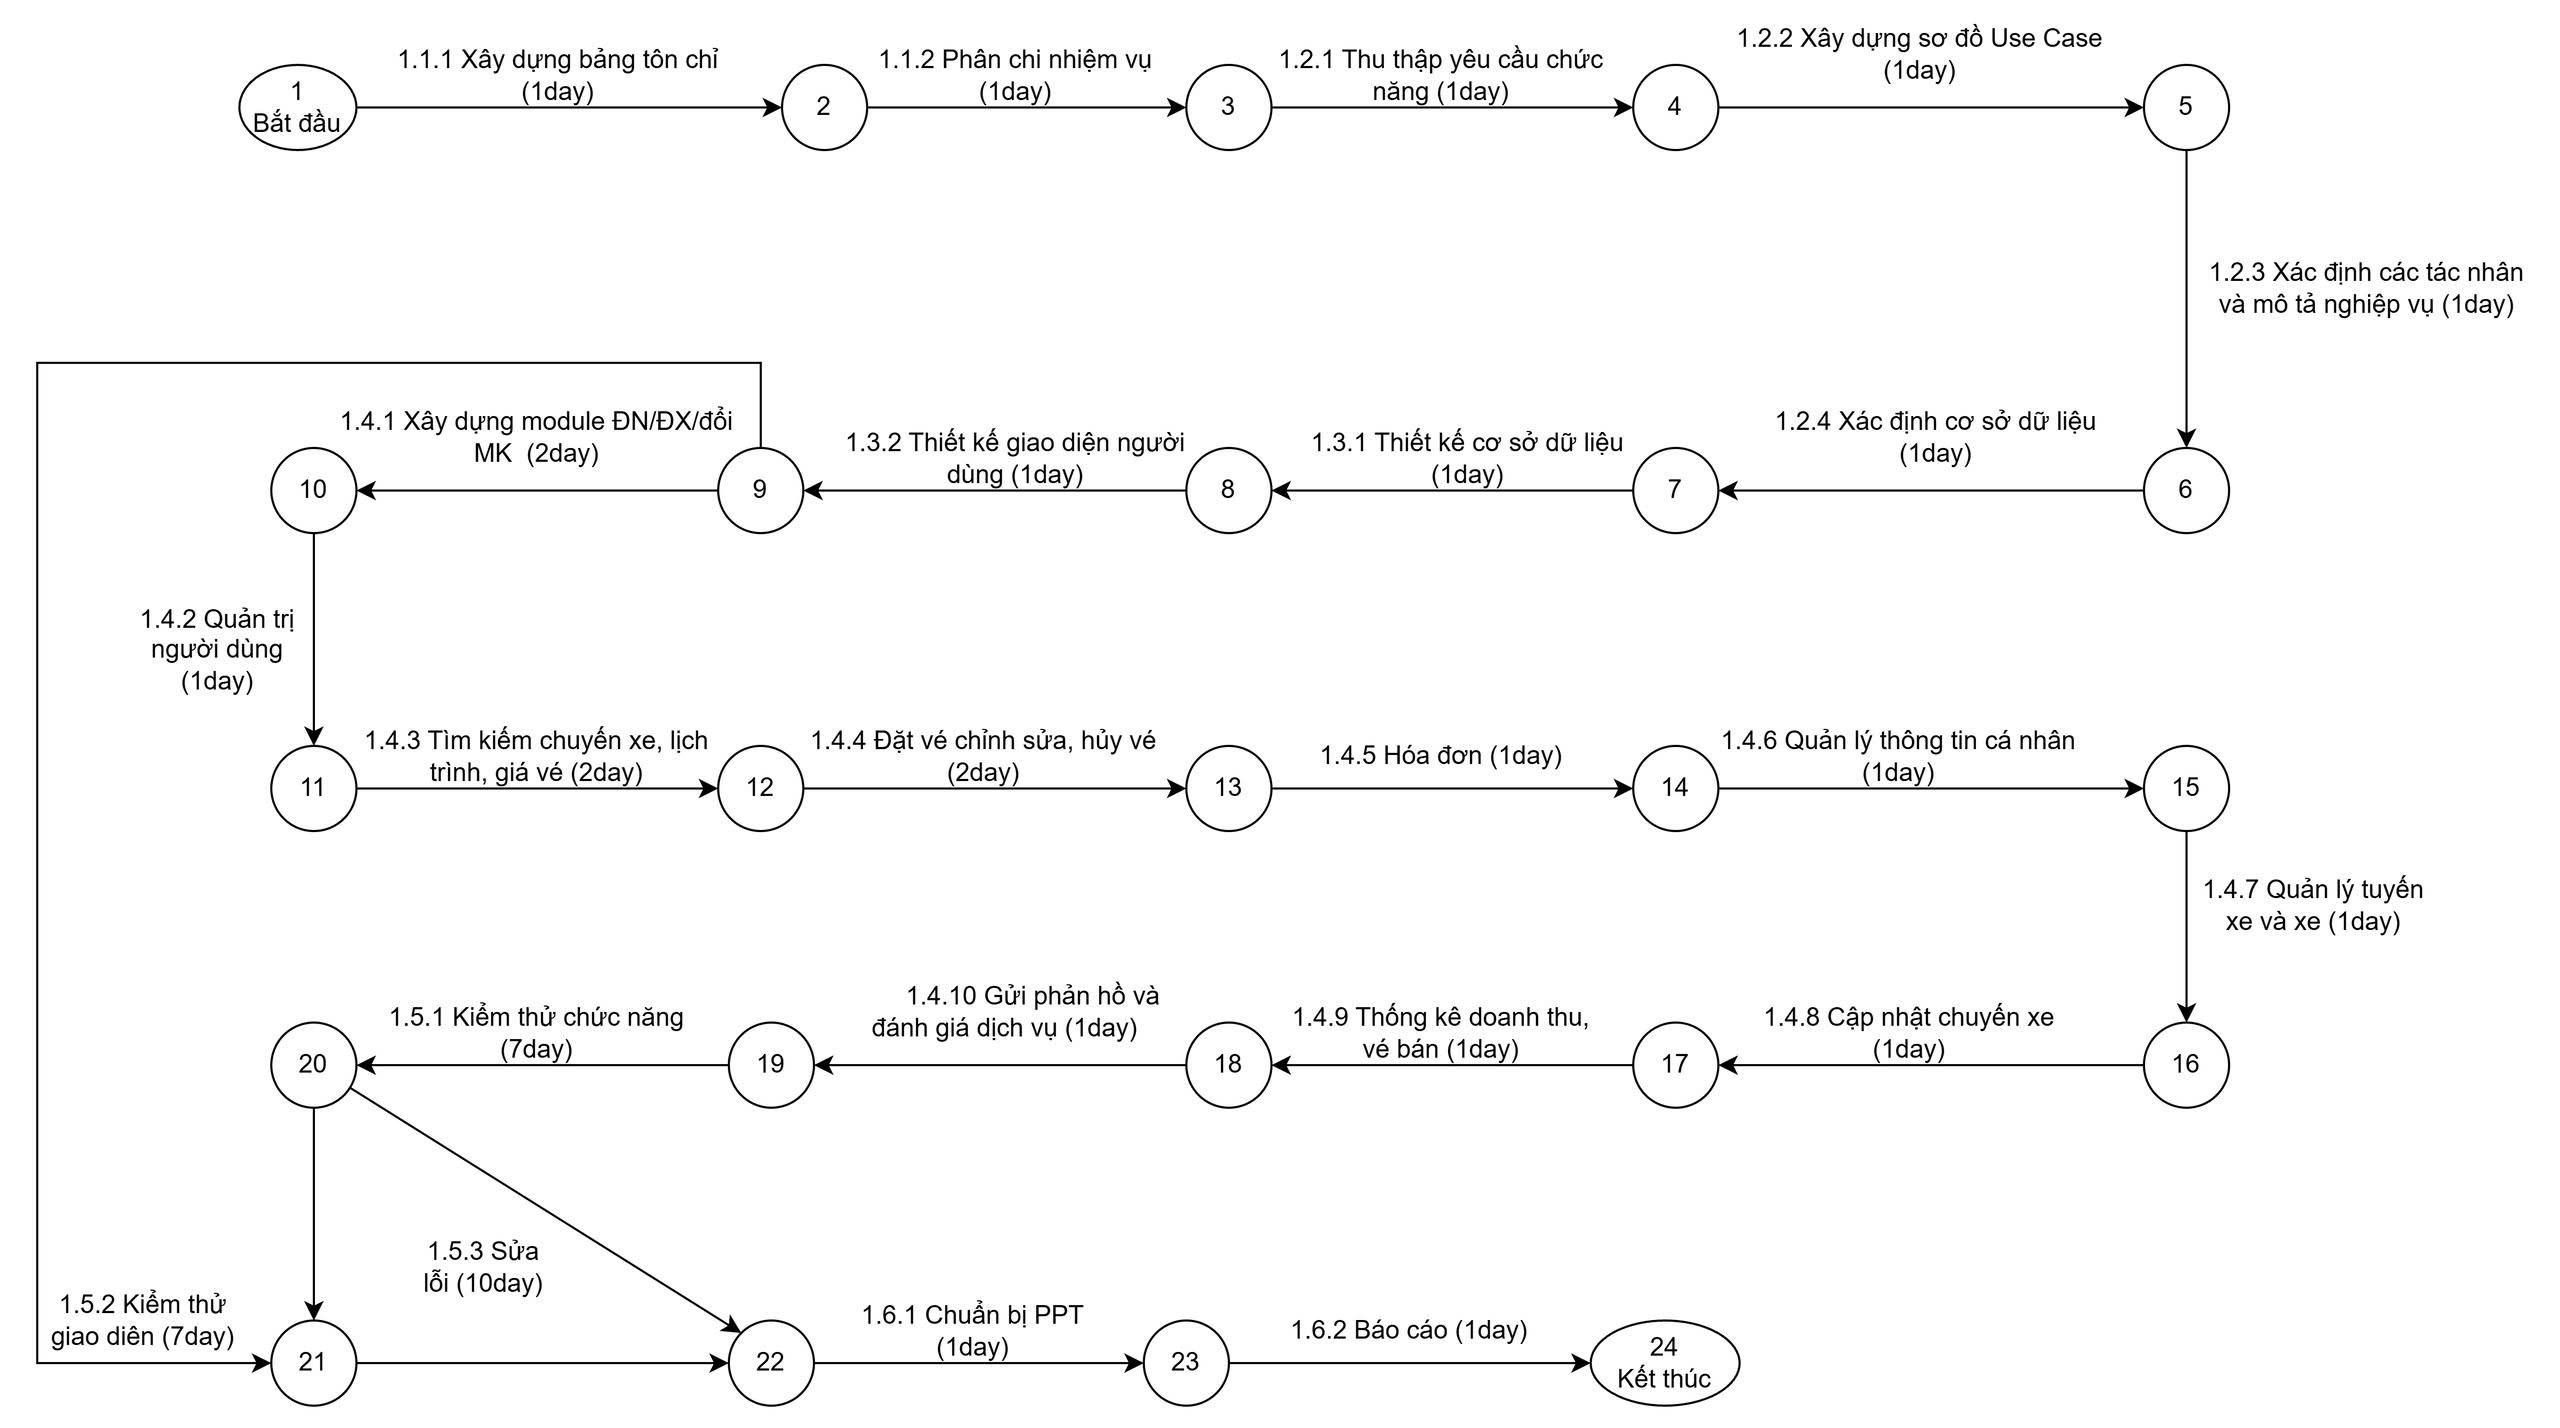 1
Bắt đầu
1.1.1 Xây dựng bảng tôn chỉ
(1day)
2
1.1.2 Phân chi nhiệm vụ
(1day)
3
1.2.1 Thu thập yêu cầu chức
năng (1day)
4
1.2.2 Xây dựng sơ đồ Use Case
(1day)
5
1.2.3 Xác định các tác nhân
và mô tả nghiệp vụ (1day)
6
1.2.4 Xác định cơ sở dữ liệu
(1day)
7
1.3.1 Thiết kế cơ sở dữ liệu
(1day)
8
1.3.2 Thiết kế giao diện người
dùng (1day)
9
1.4.1 Xây dựng module ĐN/ĐX/đổi
MK (2day)
10
1.4.2 Quản trị
người dùng
(1day)
11
1.4.3 Tìm kiếm chuyến xe, lịch
trình, giá vé (2day)
12
1.4.4 Đặt vé chỉnh sửa, hủy vé
(2day)
13
1.4.5 Hóa đơn (1day)
14
1.4.6 Quản lý thông tin cá nhân
(1day)
15
1.4.7 Quản lý tuyến
xe và xe (1day)
16
1.4.8 Cập nhật chuyến xe
(1day)
17
1.4.9 Thống kê doanh thu,
vé bán (1day)
18
1.4.10 Gửi phản hồ và
đánh giá dịch vụ (1day)
19
1.5.1 Kiểm thử chức năng
(7day)
20
1.5.3 Sửa
lỗi (10day)
1.5.2 Kiểm thử
giao diên (7day)
21
22
1.6.1 Chuẩn bị PPT
(1day)
23
1.6.2 Báo cáo (1day)
24
Kết thúc